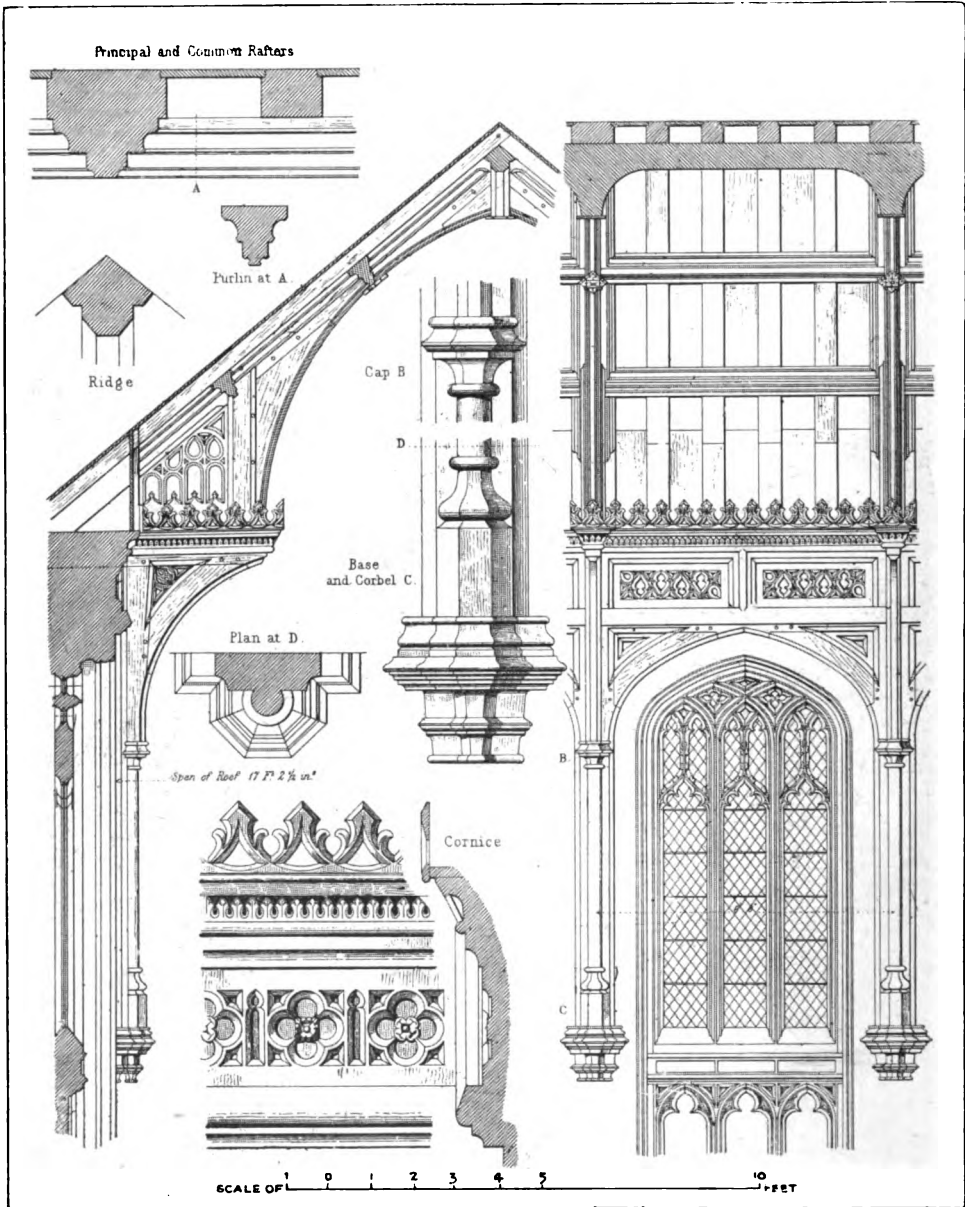 Principal and Common Rafters
A
Purlin at A.
Ridge
Cap B
D
Base
and Corbel C.
Plan at D.
Span of Roof 17 Ft 2½ ins
B.
C
Cornice
SCALE OF 1 0 1 2 3 4 5 10 FEET